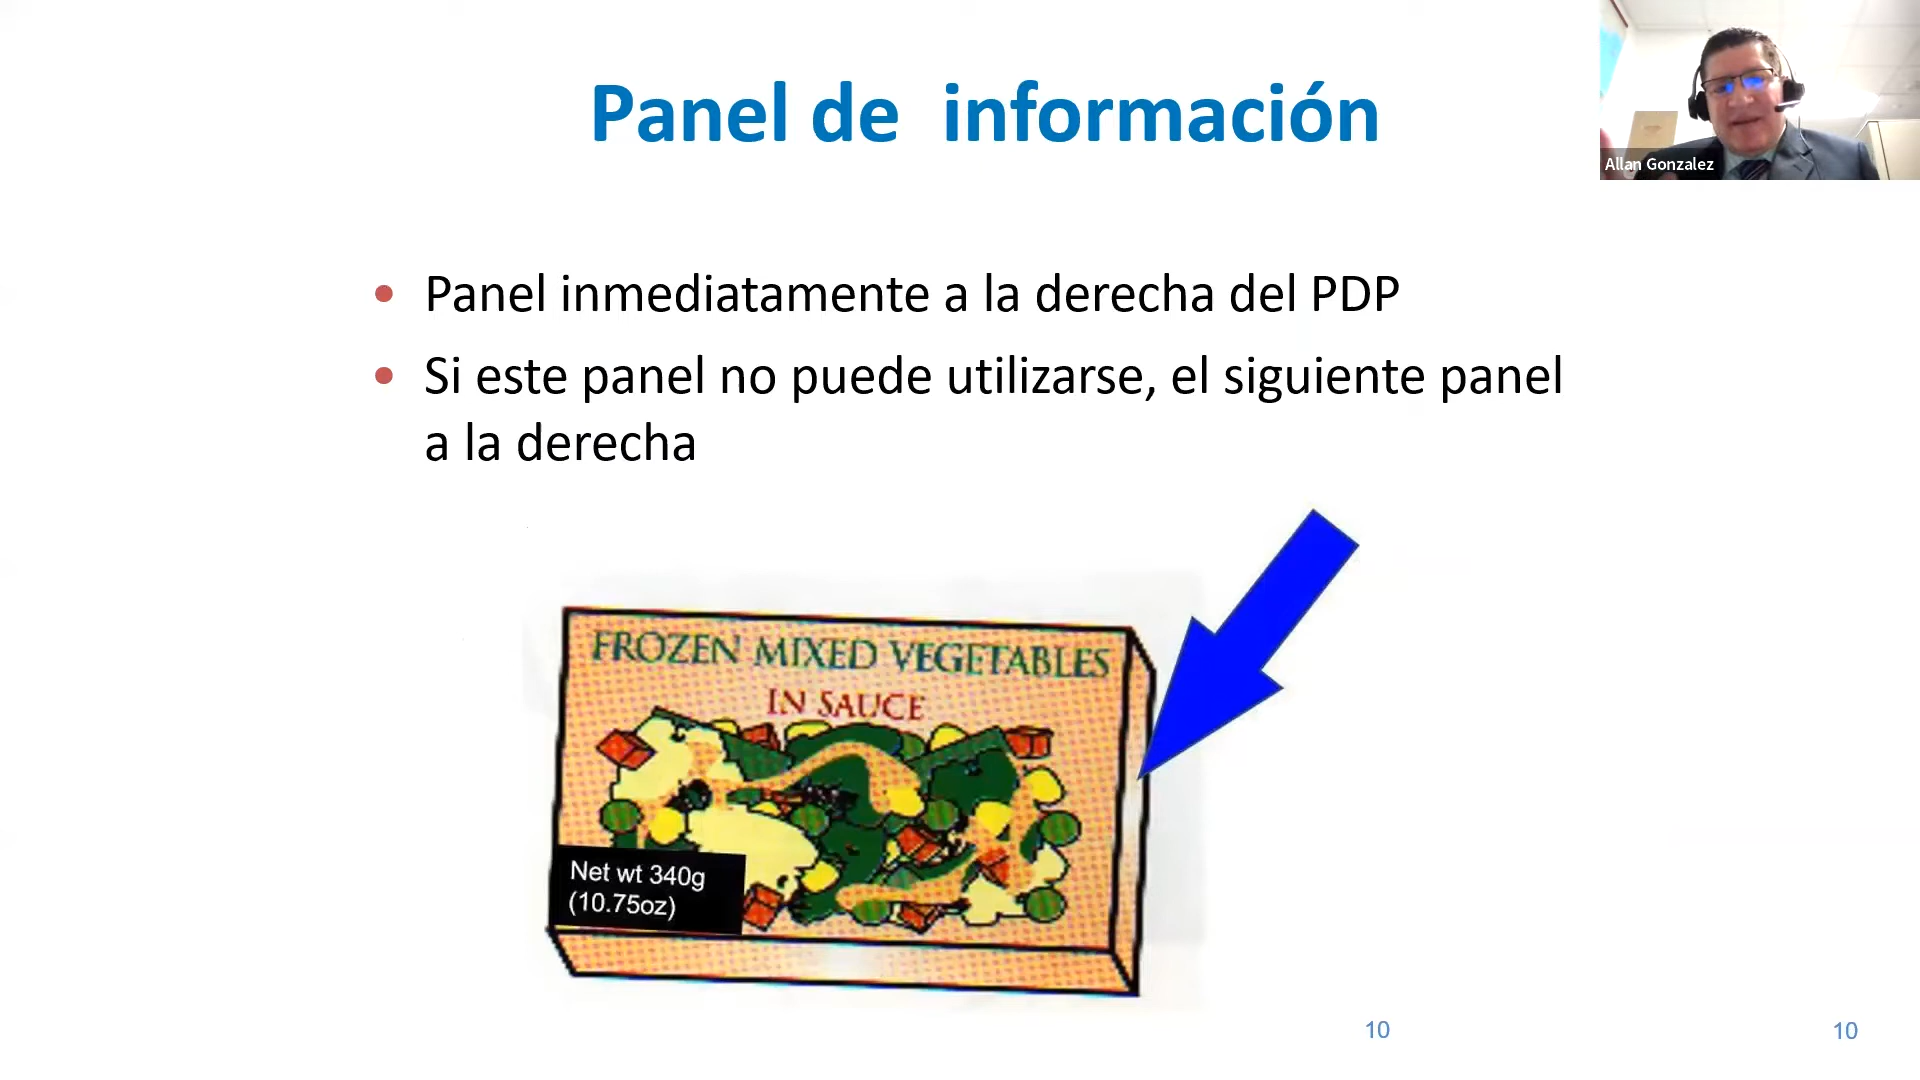 Panel de  información
Allan Gonzalez
• Panel inmediatamente a la derecha del PDP
• Si este panel no puede utilizarse, el siguiente panel
a la derecha
FROZEN MIXED VEGETABLES
IN SAUCE
Net wt 340g
(10.75oz)
10
10